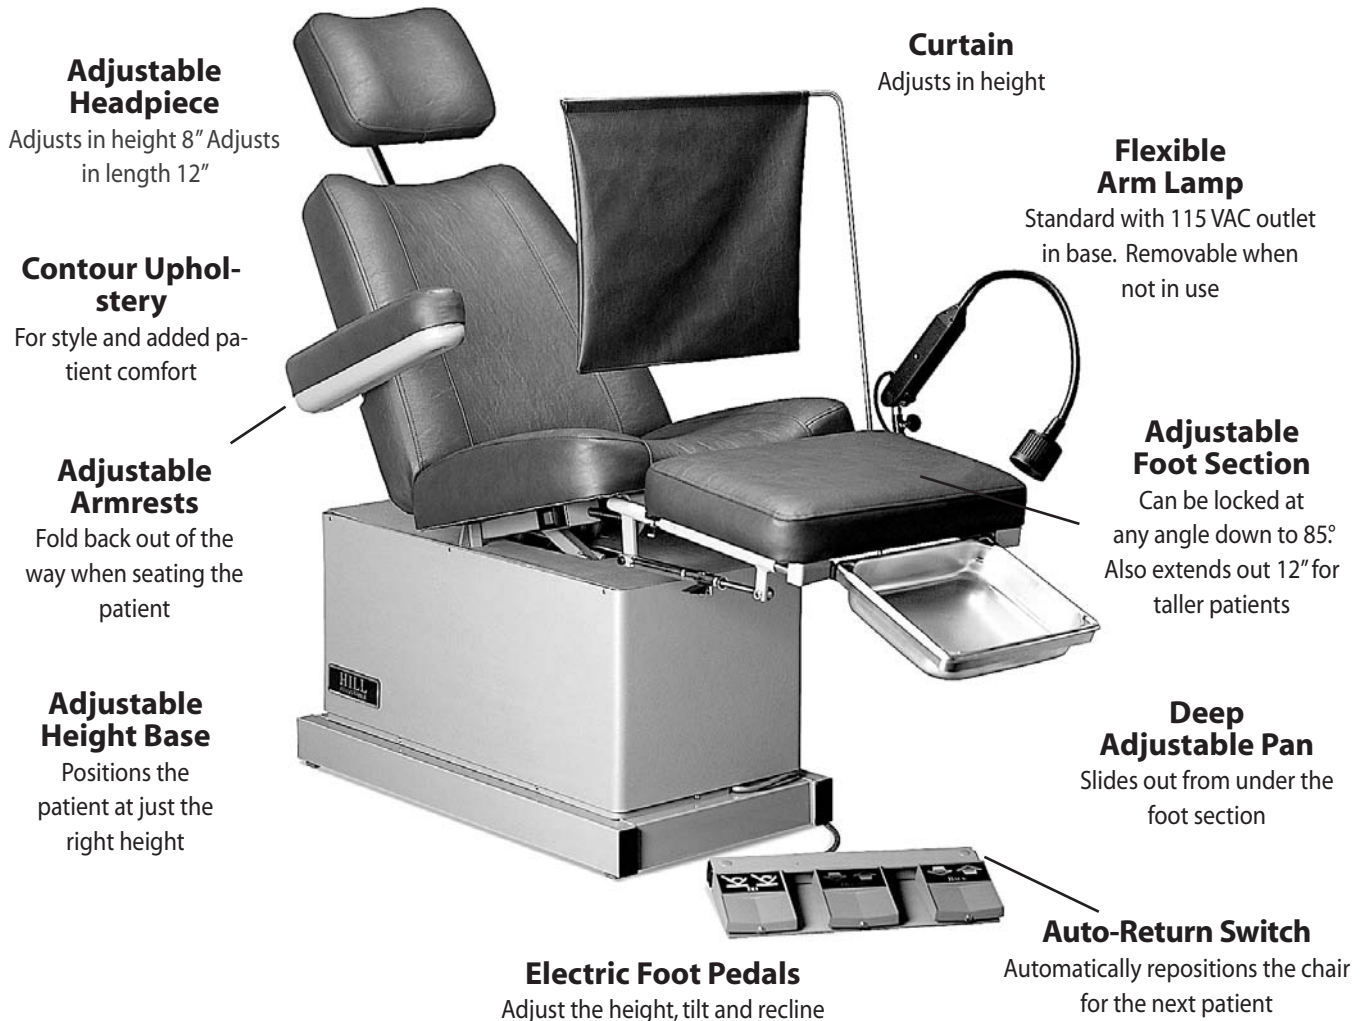 Adjustable
Headpiece
Adjusts in height 8” Adjusts
in length 12”
Contour Uphol-
stery
For style and added pa-
tient comfort
Adjustable
Armrests
Fold back out of the
way when seating the
patient
Adjustable
Height Base
Positions the
patient at just the
right height
HILL
Curtain
Adjusts in height
Flexible
Arm Lamp
Standard with 115 VAC outlet
in base. Removable when
not in use
Adjustable
Foot Section
Can be locked at
any angle down to 85°.
Also extends out 12” for
taller patients
Deep
Adjustable Pan
Slides out from under the
foot section
Auto-Return Switch
Automatically repositions the chair
for the next patient
Electric Foot Pedals
Adjust the height, tilt and recline